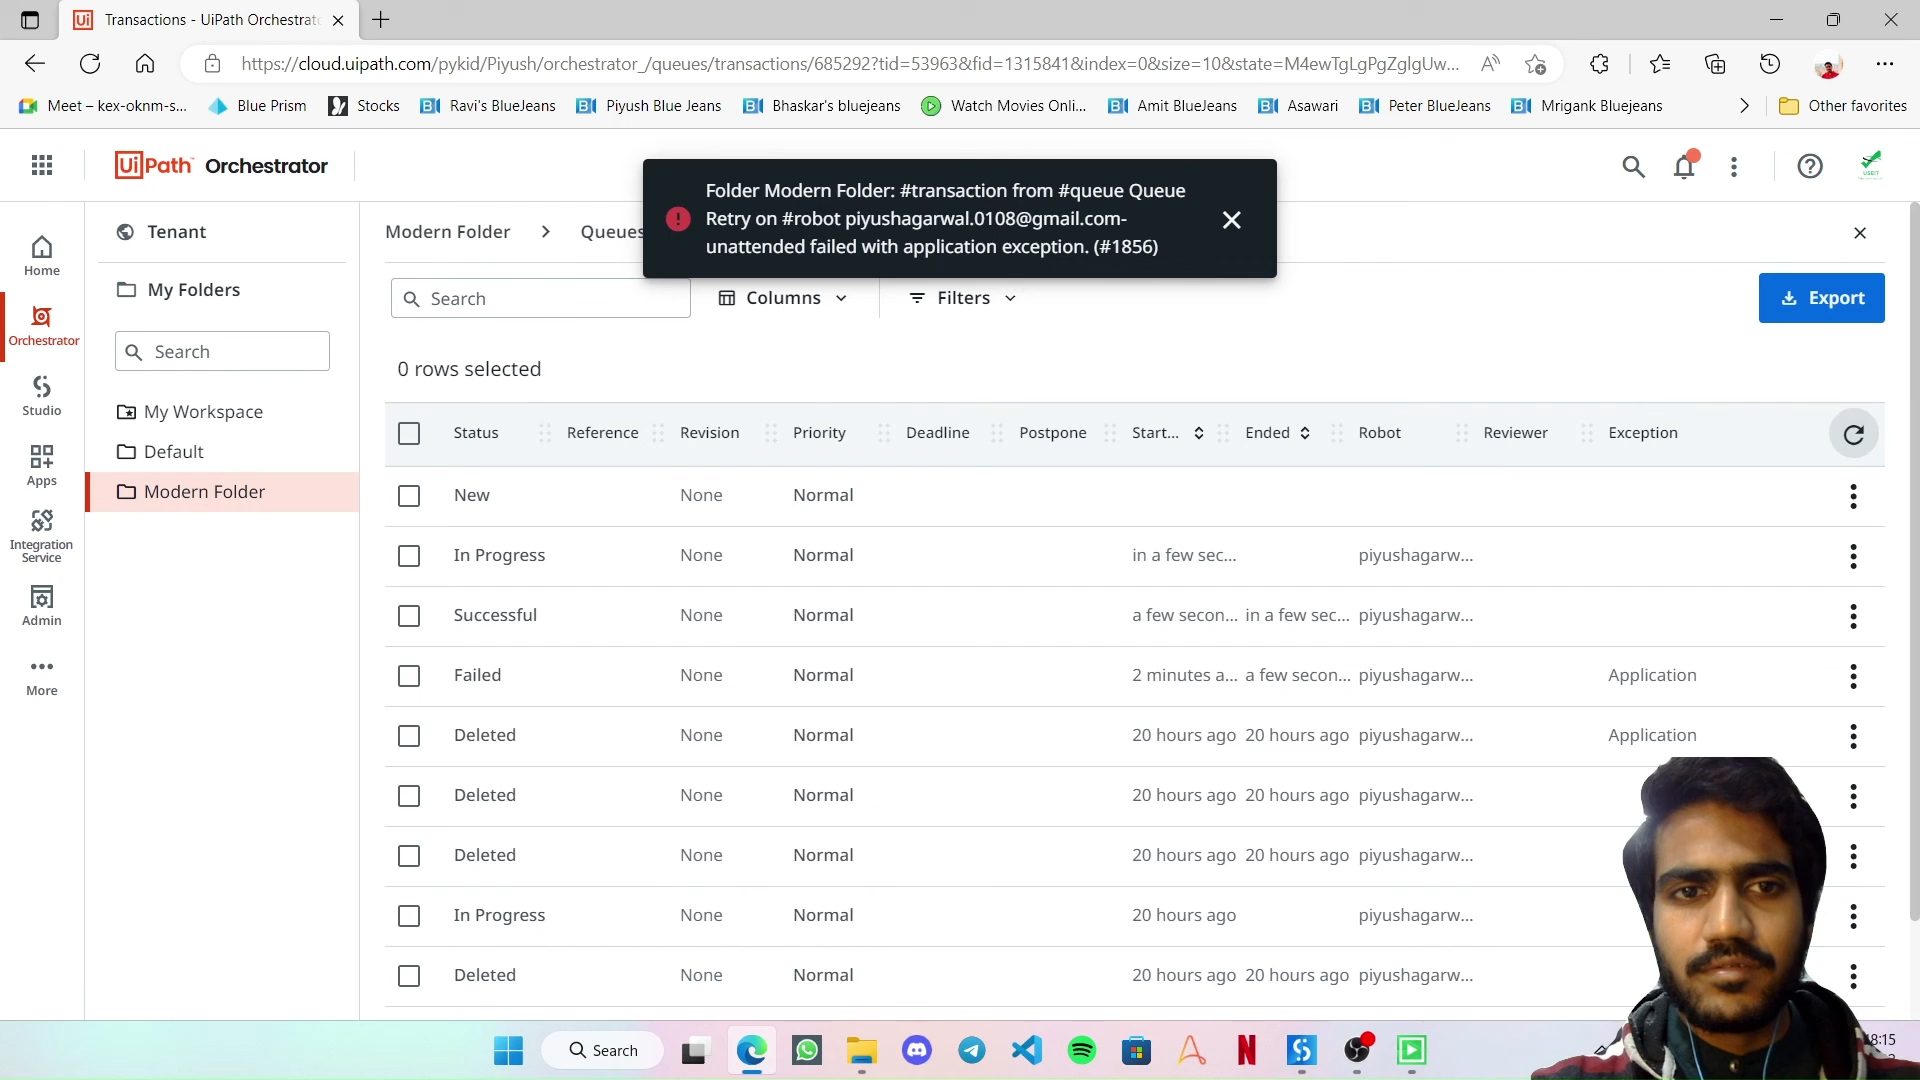 Transactions - UiPath Orchestrato
https://cloud.uipath.com/pykid/Piyush/orchestrator_/queues/transactions/685292?tid=53963&fid=1315841&index=0&size=10&state=M4ewTgLgPgZglgUw...
Meet – kex-oknm-s...
Blue Prism
Stocks
Ravi's BlueJeans
Piyush Blue Jeans
Bhaskar's bluejeans
Watch Movies Onli...
Amit BlueJeans
Asawari
Peter BlueJeans
Mrigank Bluejeans
Other favorites
UiPath Orchestrator
Folder Modern Folder: #transaction from #queue Queue
Retry on #robot piyushagarwal.0108@gmail.com-
unattended failed with application exception. (#1856)
USEIT
Home
Orchestrator
Studio
Apps
Integration
Service
Admin
More
Tenant
My Folders
Search
My Workspace
Default
Modern Folder
Modern Folder > Queues
Search
Columns
Filters
Export
0 rows selected
Status Reference Revision Priority Deadline Postpone Start... Ended Robot Reviewer Exception
New None Normal
In Progress None Normal in a few sec... piyushagarw...
Successful None Normal a few secon... in a few sec... piyushagarw...
Failed None Normal 2 minutes a... a few secon... piyushagarw... Application
Deleted None Normal 20 hours ago 20 hours ago piyushagarw... Application
Deleted None Normal 20 hours ago 20 hours ago piyushagarw...
Deleted None Normal 20 hours ago 20 hours ago piyushagarw...
In Progress None Normal 20 hours ago piyushagarw...
Deleted None Normal 20 hours ago 20 hours ago piyushagarw...
Search
8:15